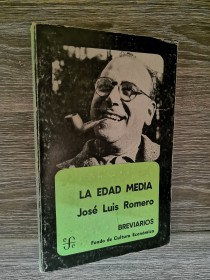 LA EDAD MEDIA
José Luis Romero
BREVIARIOS
Fondo de Cultura Económica